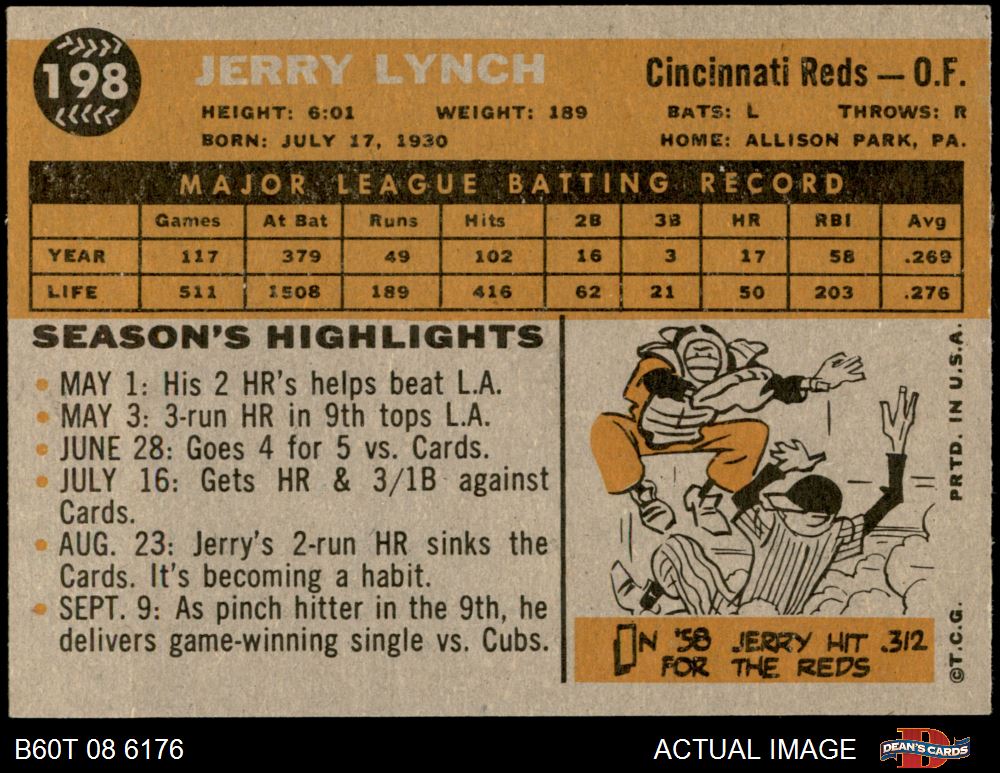 198
JERRY LYNCH
Cincinnati Reds — O.F.
HEIGHT: 6:01 WEIGHT: 189 BATS: L THROWS: R
BORN: JULY 17, 1930 HOME: ALLISON PARK, PA.
MAJOR LEAGUE BATTING RECORD
Games At Bat Runs Hits 2B 3B HR RBI Avg
YEAR 117 379 49 102 16 3 17 58 .269
LIFE 511 1508 189 416 62 21 50 203 .276
SEASON'S HIGHLIGHTS
• MAY 1: His 2 HR's helps beat L.A.
• MAY 3: 3-run HR in 9th tops L.A.
• JUNE 28: Goes 4 for 5 vs. Cards.
• JULY 16: Gets HR & 3/1B against
Cards.
• AUG. 23: Jerry's 2-run HR sinks the
Cards. It's becoming a habit.
• SEPT. 9: As pinch hitter in the 9th, he
delivers game-winning single vs. Cubs.
IN '58 JERRY HIT .312
FOR THE REDS
©T.C.G. PRTD. IN U.S.A.
B60T 08 6176
ACTUAL IMAGE
DEAN'S CARDS